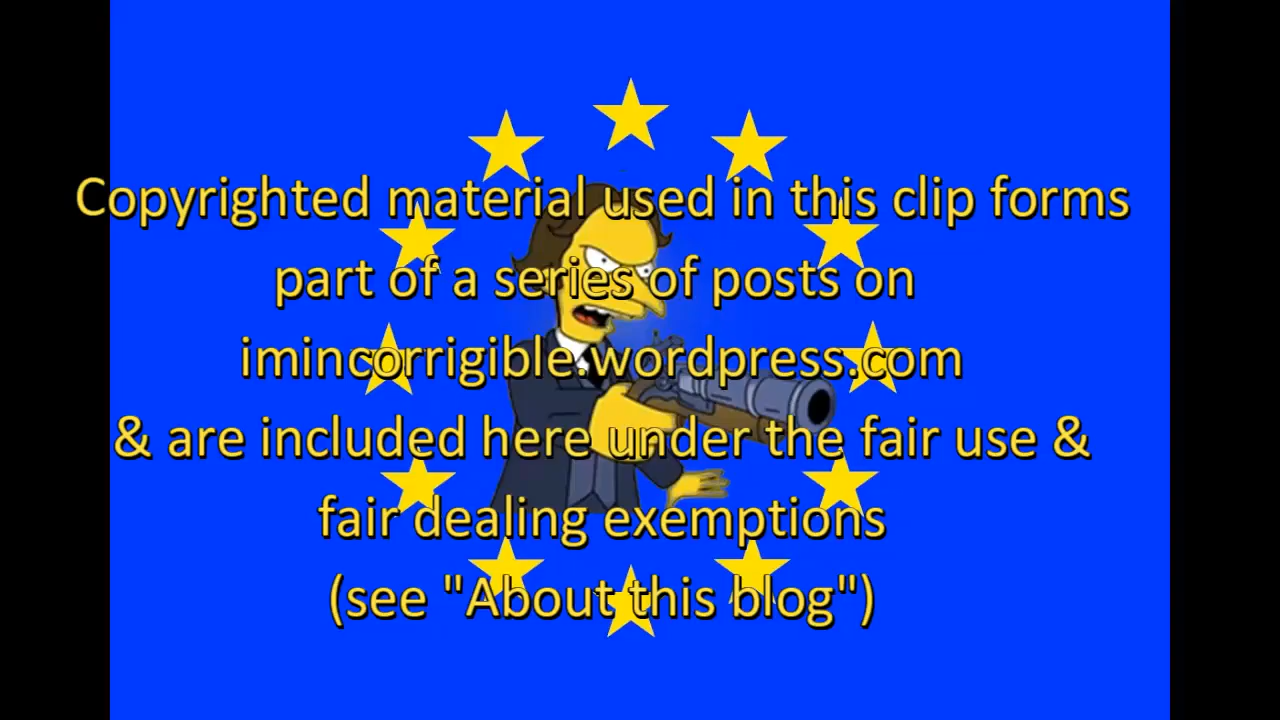 Copyrighted material used in this clip forms
part of a series of posts on
imincorrigible.wordpress.com
& are included here under the fair use &
fair dealing exemptions
(see "About this blog")